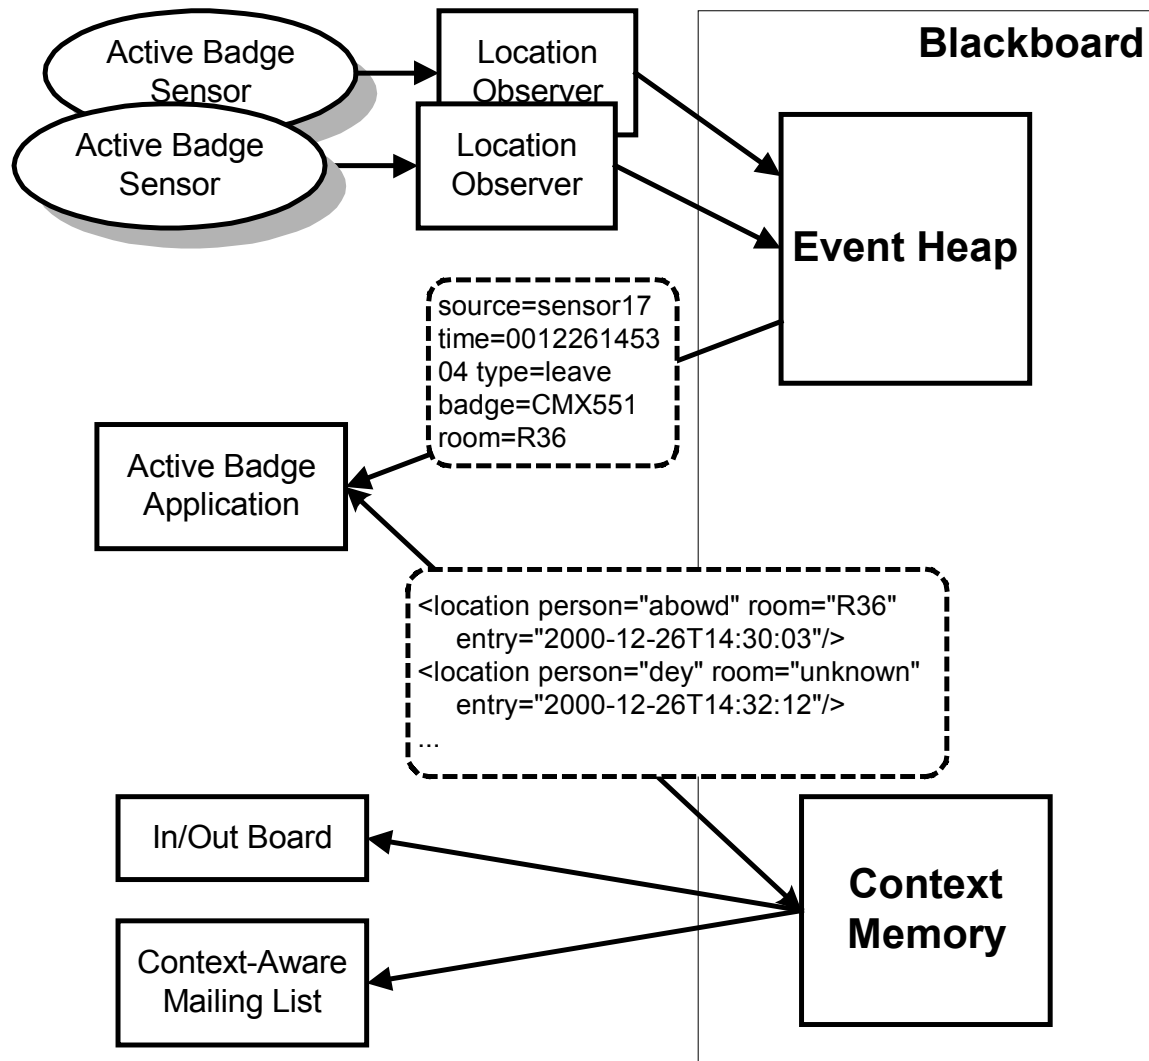 Blackboard
Active Badge
Sensor
Location
Observer
Active Badge
Sensor
Location
Observer
Event Heap
source=sensor17
time=0012261453
04 type=leave
badge=CMX551
room=R36
Active Badge
Application
<location person="abowd" room="R36"
entry="2000-12-26T14:30:03"/>
<location person="dey" room="unknown"
entry="2000-12-26T14:32:12"/>
...
In/Out Board
Context
Memory
Context-Aware
Mailing List